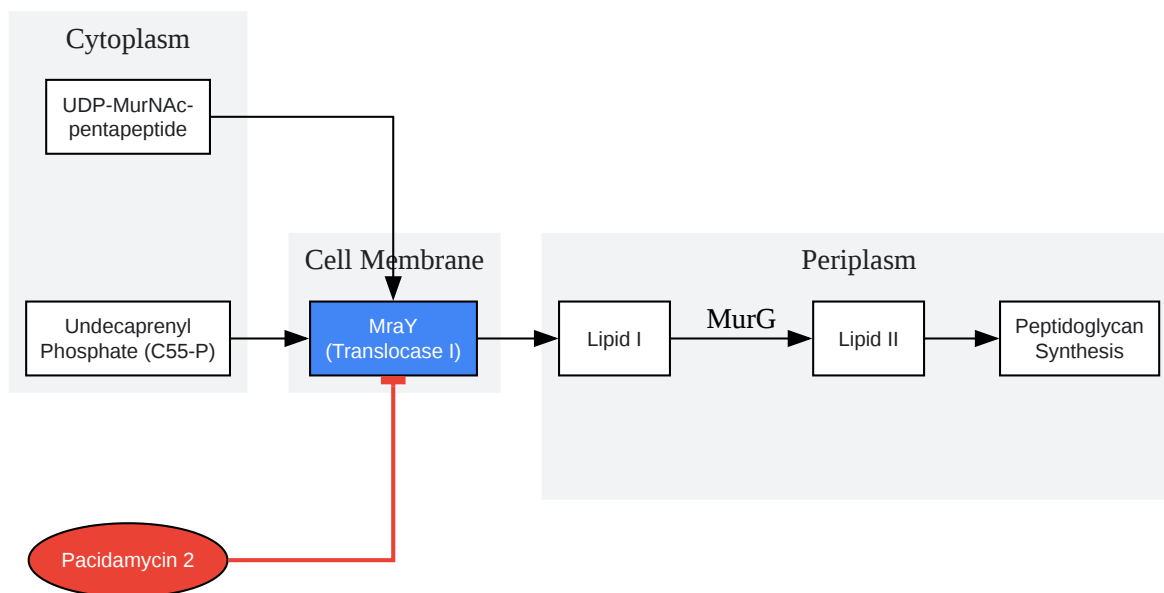 Cytoplasm
UDP-MurNAc-
pentapeptide
Cell Membrane
Periplasm
Undecaprenyl
Phosphate (C55-P)
MraY
(Translocase I)
Lipid I
MurG
Lipid II
Peptidoglycan
Synthesis
Pacidamycin 2